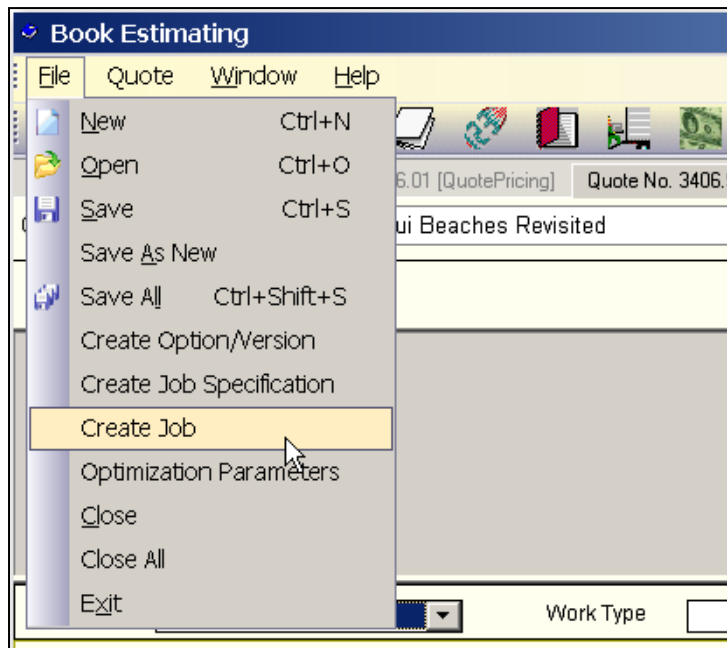 Book Estimating
File Quote Window Help
New Ctrl+N
Open Ctrl+O
6.01 [QuotePricing] Quote No. 3406.
Save Ctrl+S
ui Beaches Revisited
Save As New
Save All Ctrl+Shift+S
Create Option/Version
Create Job Specification
Create Job
Optimization Parameters
Close
Close All
Exit
Work Type